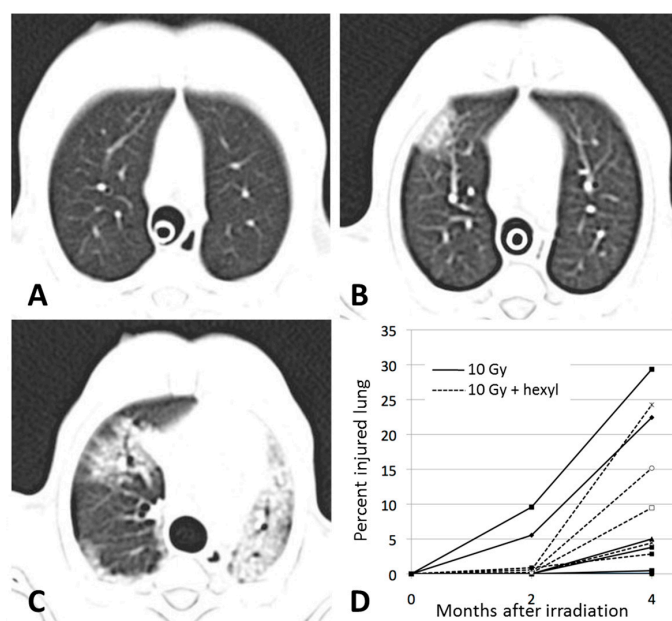 A
B
C
D
35
30
25
20
15
10
5
0
10 Gy
10 Gy + hexyl
Percent injured lung
0
2
4
Months after irradiation